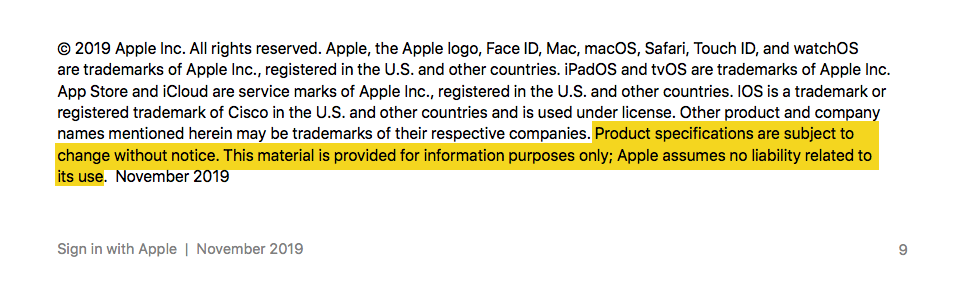 © 2019 Apple Inc. All rights reserved. Apple, the Apple logo, Face ID, Mac, macOS, Safari, Touch ID, and watchOS
are trademarks of Apple Inc., registered in the U.S. and other countries. iPadOS and tvOS are trademarks of Apple Inc.
App Store and iCloud are service marks of Apple Inc., registered in the U.S. and other countries. IOS is a trademark or
registered trademark of Cisco in the U.S. and other countries and is used under license. Other product and company
names mentioned herein may be trademarks of their respective companies. Product specifications are subject to
change without notice. This material is provided for information purposes only; Apple assumes no liability related to
its use.  November 2019
Sign in with Apple | November 2019 9